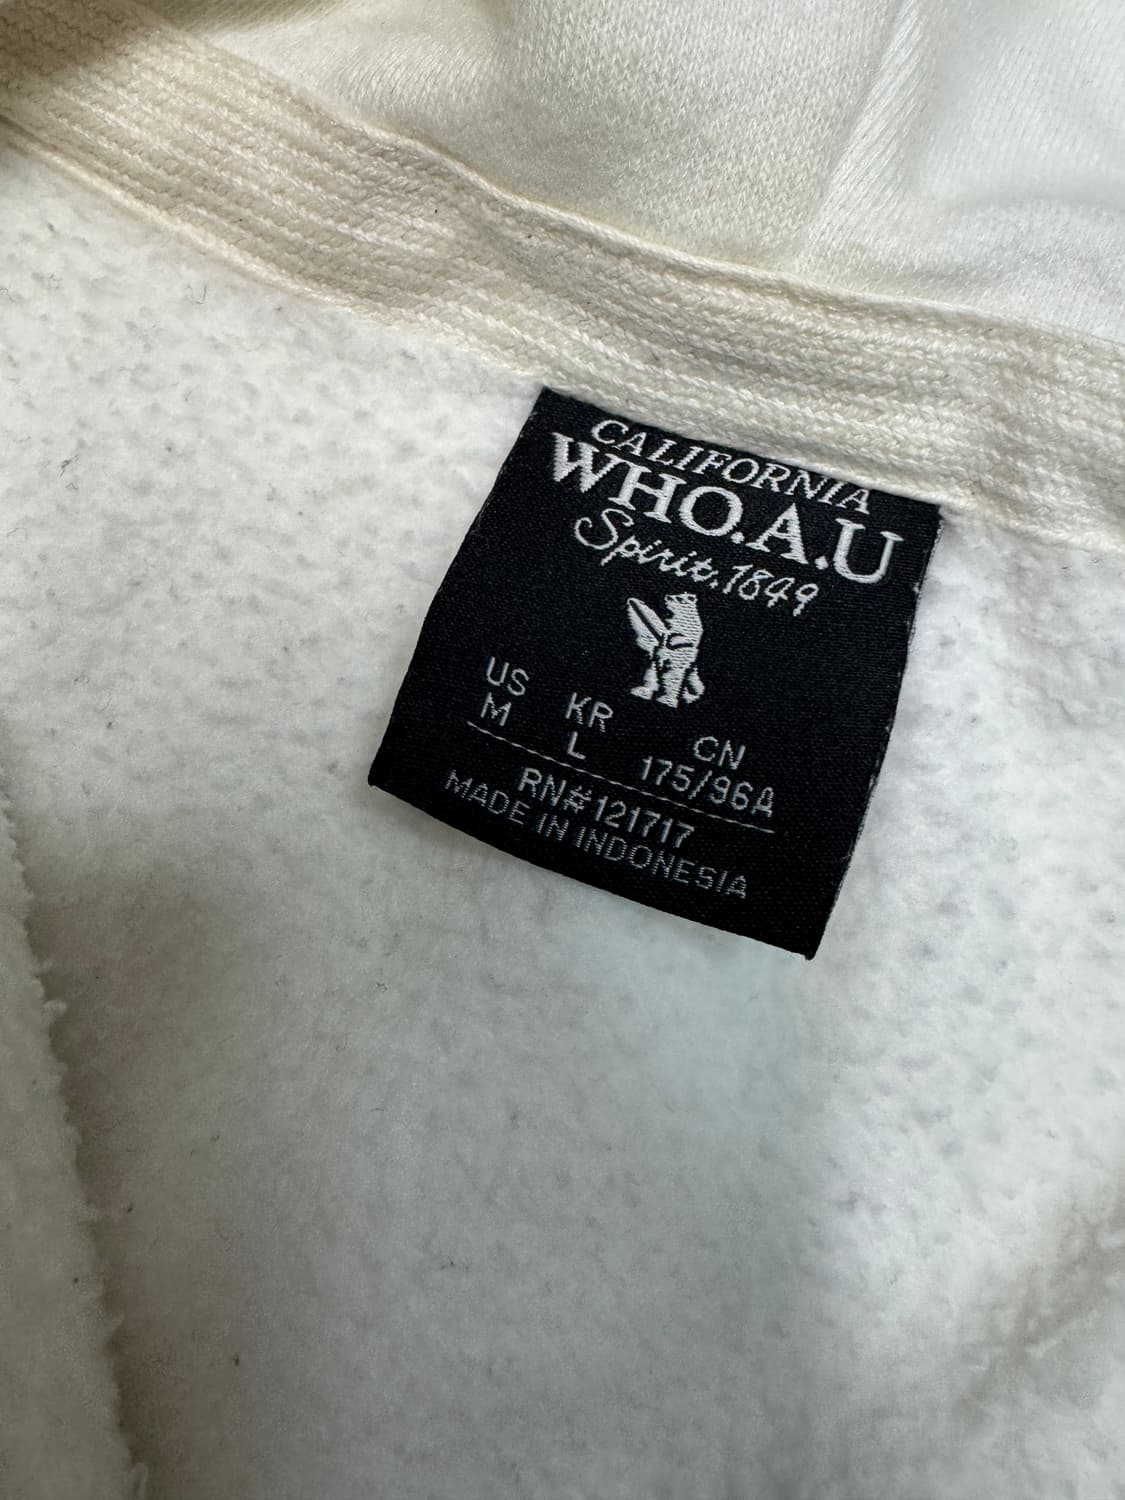 CALIFORNIA
WHO.A.U
Spirit.1849
US KR CN
M L 175/96A
RN#121717
MADE IN INDONESIA